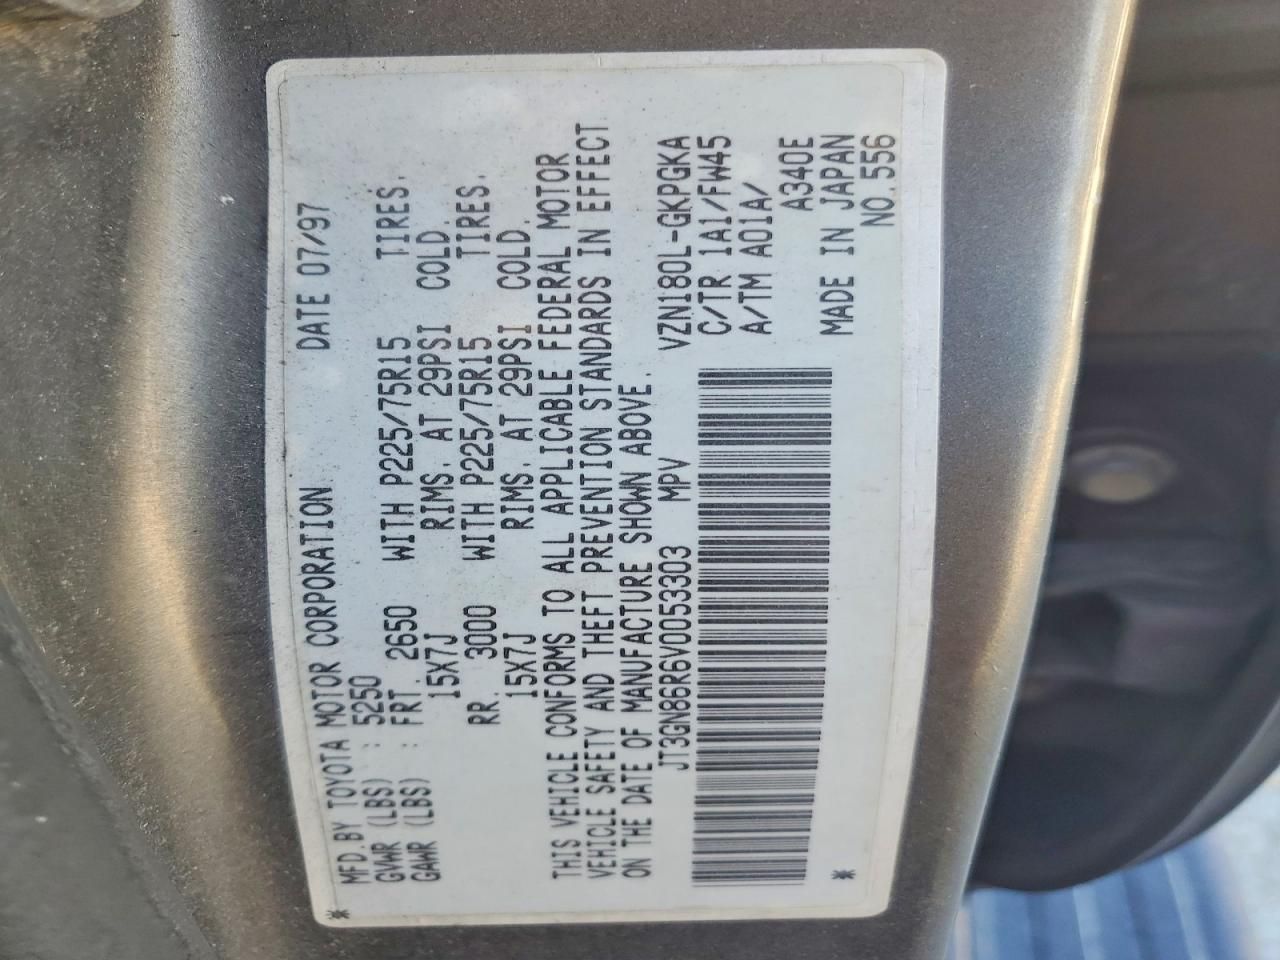 MFD.BY TOYOTA MOTOR CORPORATION DATE 07/97
GVWR (LBS) : 5250
GAWR (LBS) : FRT. 2650 WITH P225/75R15 TIRES.
15X7J RIMS. AT 29PSI COLD.
RR. 3000 WITH P225/75R15 TIRES.
15X7J RIMS. AT 29PSI COLD.
THIS VEHICLE CONFORMS TO ALL APPLICABLE FEDERAL MOTOR
VEHICLE SAFETY AND THEFT PREVENTION STANDARDS IN EFFECT
ON THE DATE OF MANUFACTURE SHOWN ABOVE.
JT3GN86R6V0053303 MPV VZN180L-GKPGKA
C/TR 1A1/FW45
A/TM A01A/
A340E
MADE IN JAPAN
NO.556